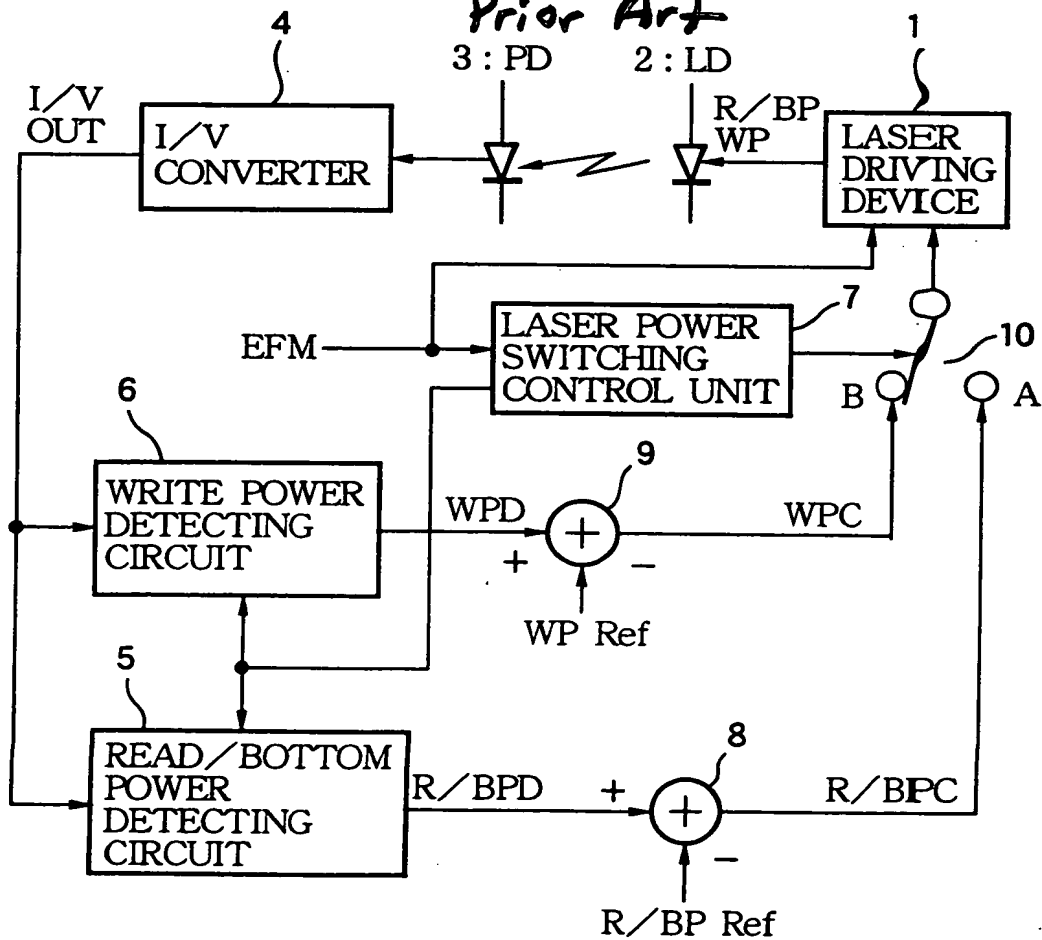 Prior Art
4
3 : PD
2 : LD
1
I/V
OUT
I/V
CONVERTER
R/BP
WP
LASER
DRIVING
DEVICE
7
EFM
LASER POWER
SWITCHING
CONTROL UNIT
10
B
A
6
WRITE POWER
DETECTING
CIRCUIT
WPD
9
+
+
−
WPC
WP Ref
5
READ/BOTTOM
POWER
DETECTING
CIRCUIT
R/BPD
8
+
+
−
R/BPC
R/BP Ref